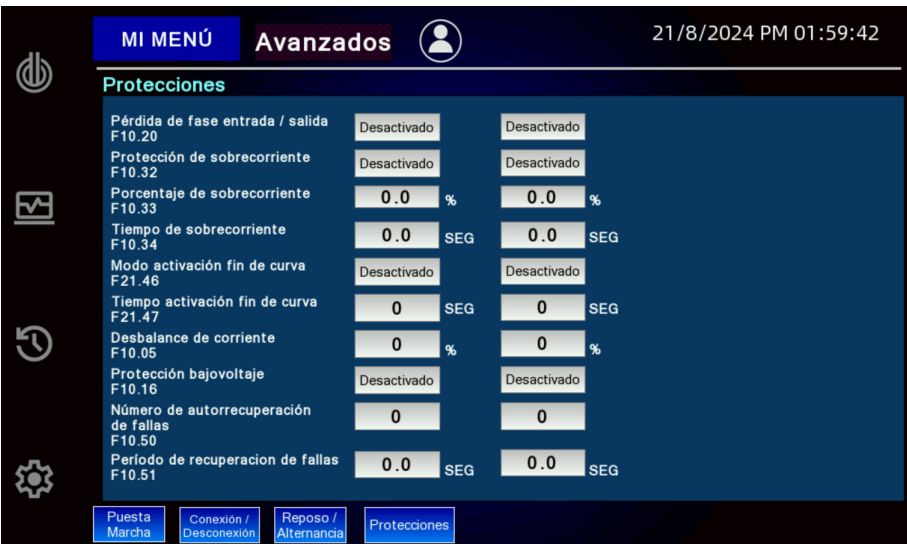 MI MENÚ Avanzados 21/8/2024 PM 01:59:42
Protecciones
Pérdida de fase entrada / salida
F10.20 Desactivado Desactivado
Protección de sobrecorriente
F10.32 Desactivado Desactivado
Porcentaje de sobrecorriente
F10.33 0.0 % 0.0 %
Tiempo de sobrecorriente
F10.34 0.0 SEG 0.0 SEG
Modo activación fin de curva
F21.46 Desactivado Desactivado
Tiempo activación fin de curva
F21.47 0 SEG 0 SEG
Desbalance de corriente
F10.05 0 % 0 %
Protección bajovoltaje
F10.16 Desactivado Desactivado
Número de autorrecuperación
de fallas 0 0
F10.50
Período de recuperacion de fallas
F10.51 0.0 SEG 0.0 SEG
Puesta
Marcha
Conexión /
Desconexión
Reposo /
Alternancia
Protecciones